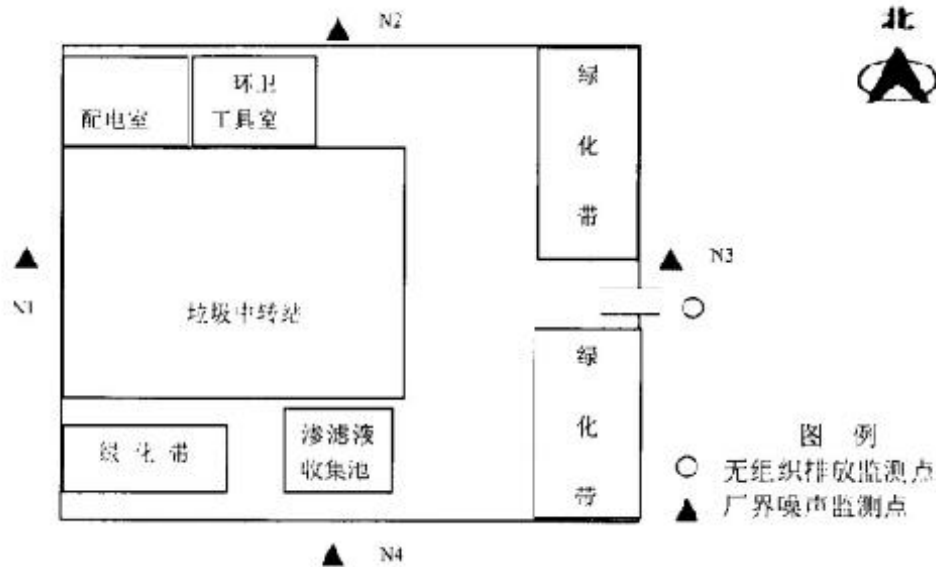 N2
北
环卫
工具室
配电室
绿
化
带
N3
N1
垃圾中转站
绿
化
带
绿化带
渗滤液
收集池
图 例
无组织排放监测点
厂界噪声监测点
N4